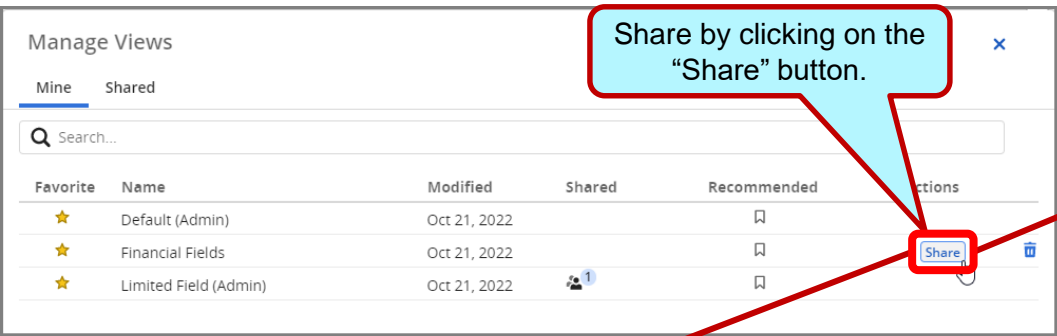 Manage Views
Share by clicking on the
“Share” button.
Mine Shared
Search...
Favorite Name Modified Shared Recommended ctions
Default (Admin) Oct 21, 2022
Financial Fields Oct 21, 2022 Share
Limited Field (Admin) Oct 21, 2022 1